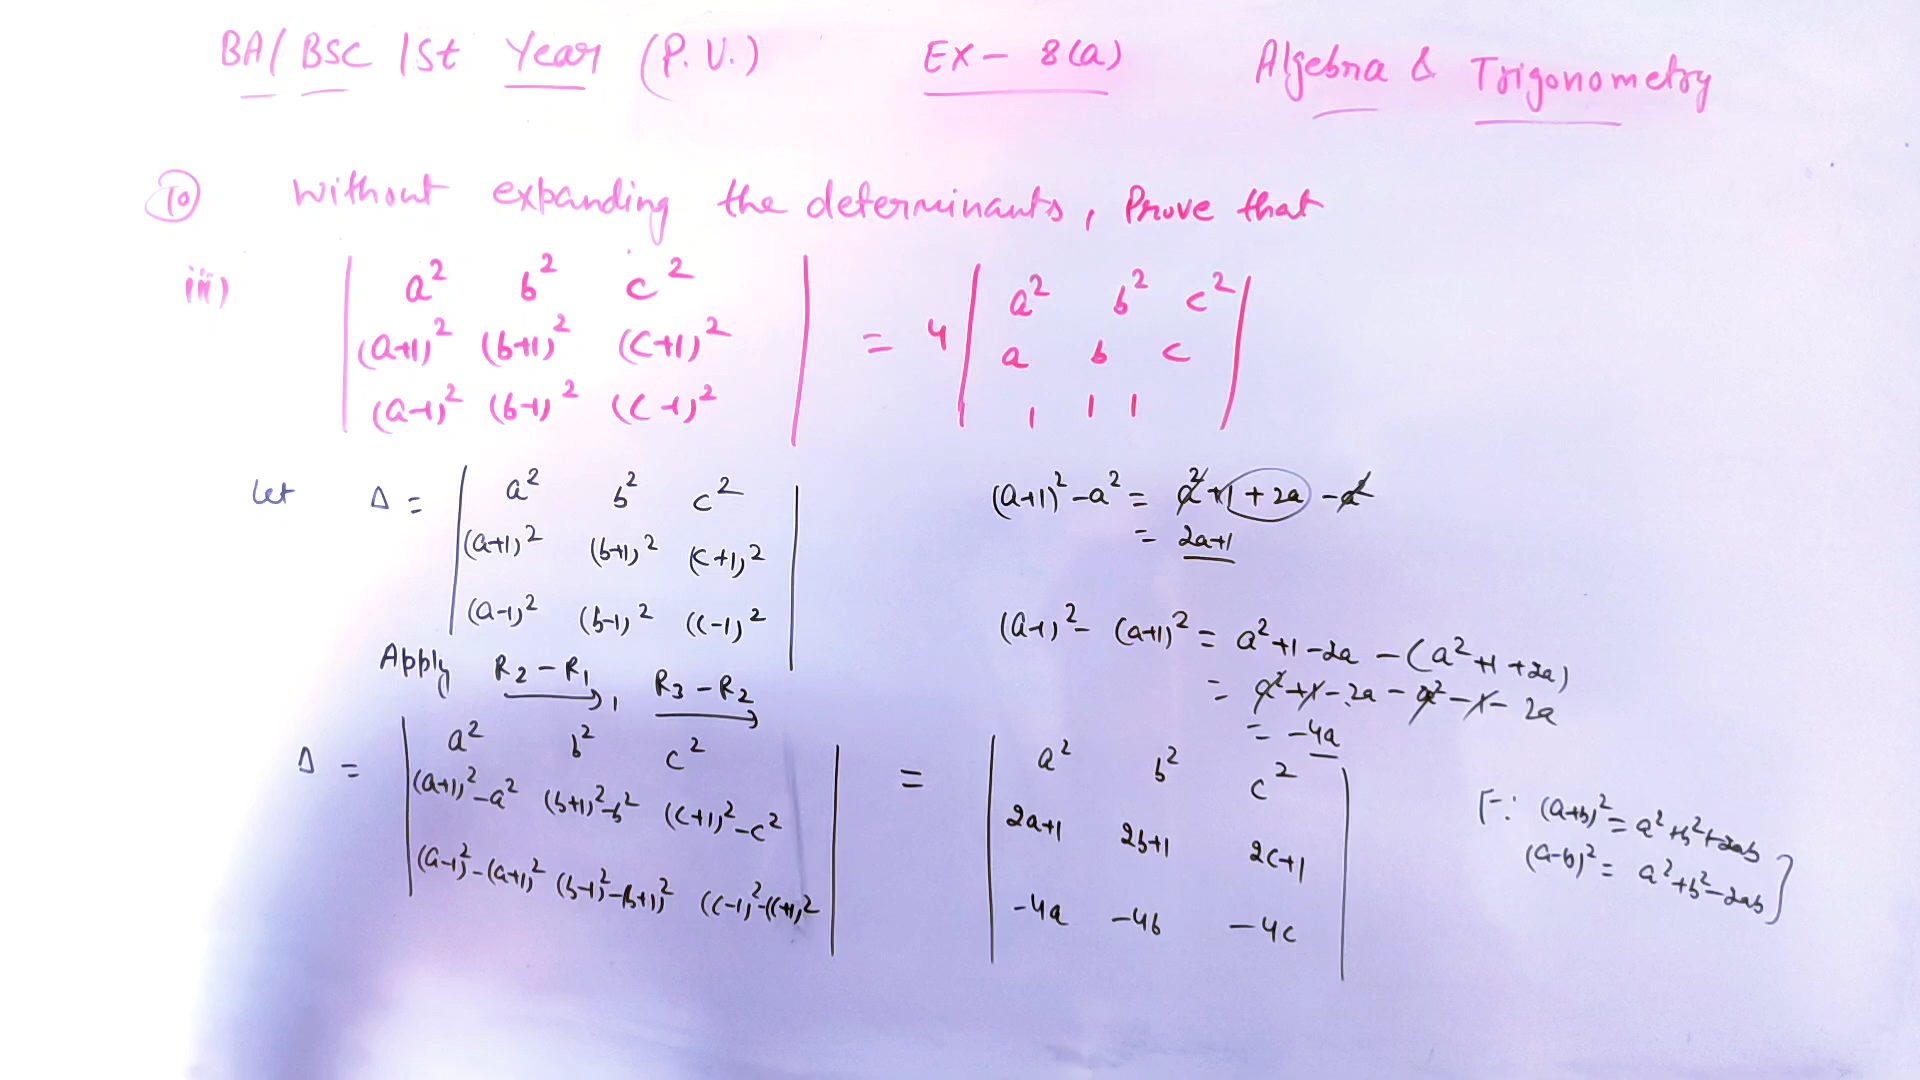 BA/BSC 1St Year (P.U.) EX - 8(a) Algebra & Trigonometry
10 Without expanding the determinants, Prove that
iii) | a² b² c² | = 4 | a² b² c² |
| (a+1)² (b+1)² (c+1)² | | a b c |
| (a-1)² (b-1)² (c-1)² | | 1 1 1 |
Let Δ = | a² b² c² |
| (a+1)² (b+1)² (c+1)² |
| (a-1)² (b-1)² (c-1)² |
(a+1)² - a² = a² + 1 + 2a - a²
= 2a+1
(a-1)² - (a+1)² = a²+1-2a - (a²+1+2a)
= a²+1-2a - a² - 1 - 2a
= -4a
Apply R2 - R1, R3 - R2
Δ = | a² b² c² | = | a² b² c² |
| (a+1)²-a² (b+1)²-b² (c+1)²-c² | | 2a+1 2b+1 2c+1 |
| (a-1)²-(a+1)² (b-1)²-(b+1)² (c-1)²-(c+1)² | | -4a -4b -4c |
[∵ (a+b)² = a²+b²+2ab
(a-b)² = a²+b²-2ab]